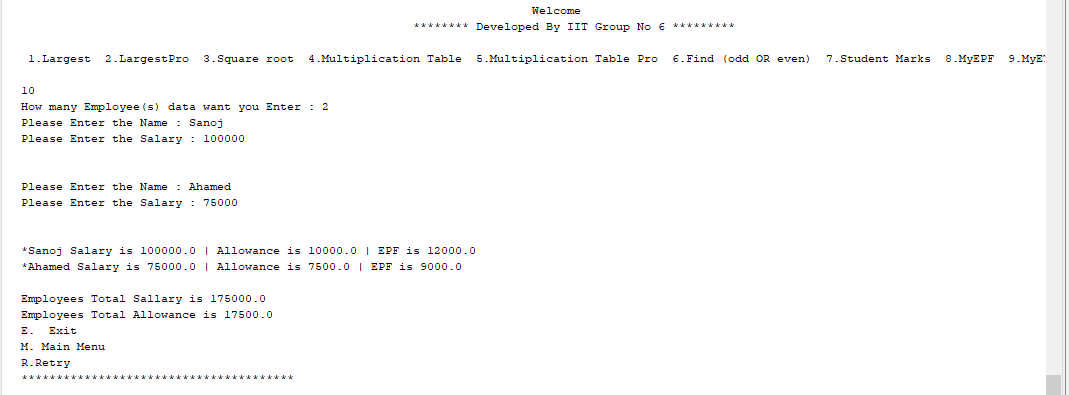 Welcome
******** Developed By IIT Group No 6 *********
1.Largest 2.LargestPro 3.Square root 4.Multiplication Table 5.Multiplication Table Pro 6.Find (odd OR even) 7.Student Marks 8.MyEPF
10
How many Employee(s) data want you Enter : 2
Please Enter the Name : Sanoj
Please Enter the Salary : 100000
Please Enter the Name : Ahamed
Please Enter the Salary : 75000
*Sanoj Salary is 100000.0 | Allowance is 10000.0 | EPF is 12000.0
*Ahamed Salary is 75000.0 | Allowance is 7500.0 | EPF is 9000.0
Employees Total Sallary is 175000.0
Employees Total Allowance is 17500.0
E. Exit
M. Main Menu
R.Retry
***************************************